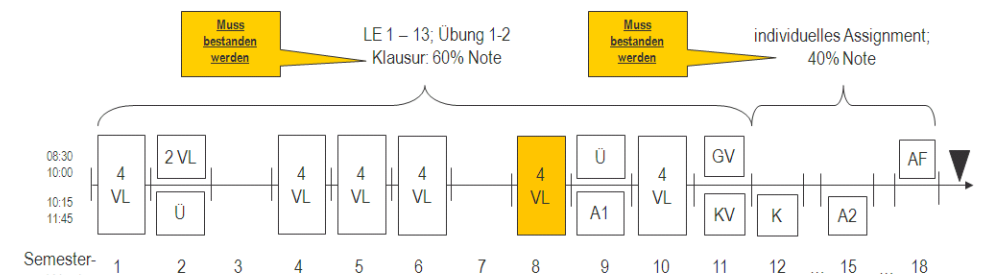 Muss
bestanden
werden
LE 1 – 13; Übung 1-2
Klausur: 60% Note
Muss
bestanden
werden
individuelles Assignment;
40% Note
08:30
10:00
10:15
11:45
4
VL
2 VL
Ü
4
VL
4
VL
4
VL
4
VL
Ü
A1
4
VL
GV
KV
K
A2
AF
Semester-
1 2 3 4 5 6 7 8 9 10 11 12 ... 15 ... 18